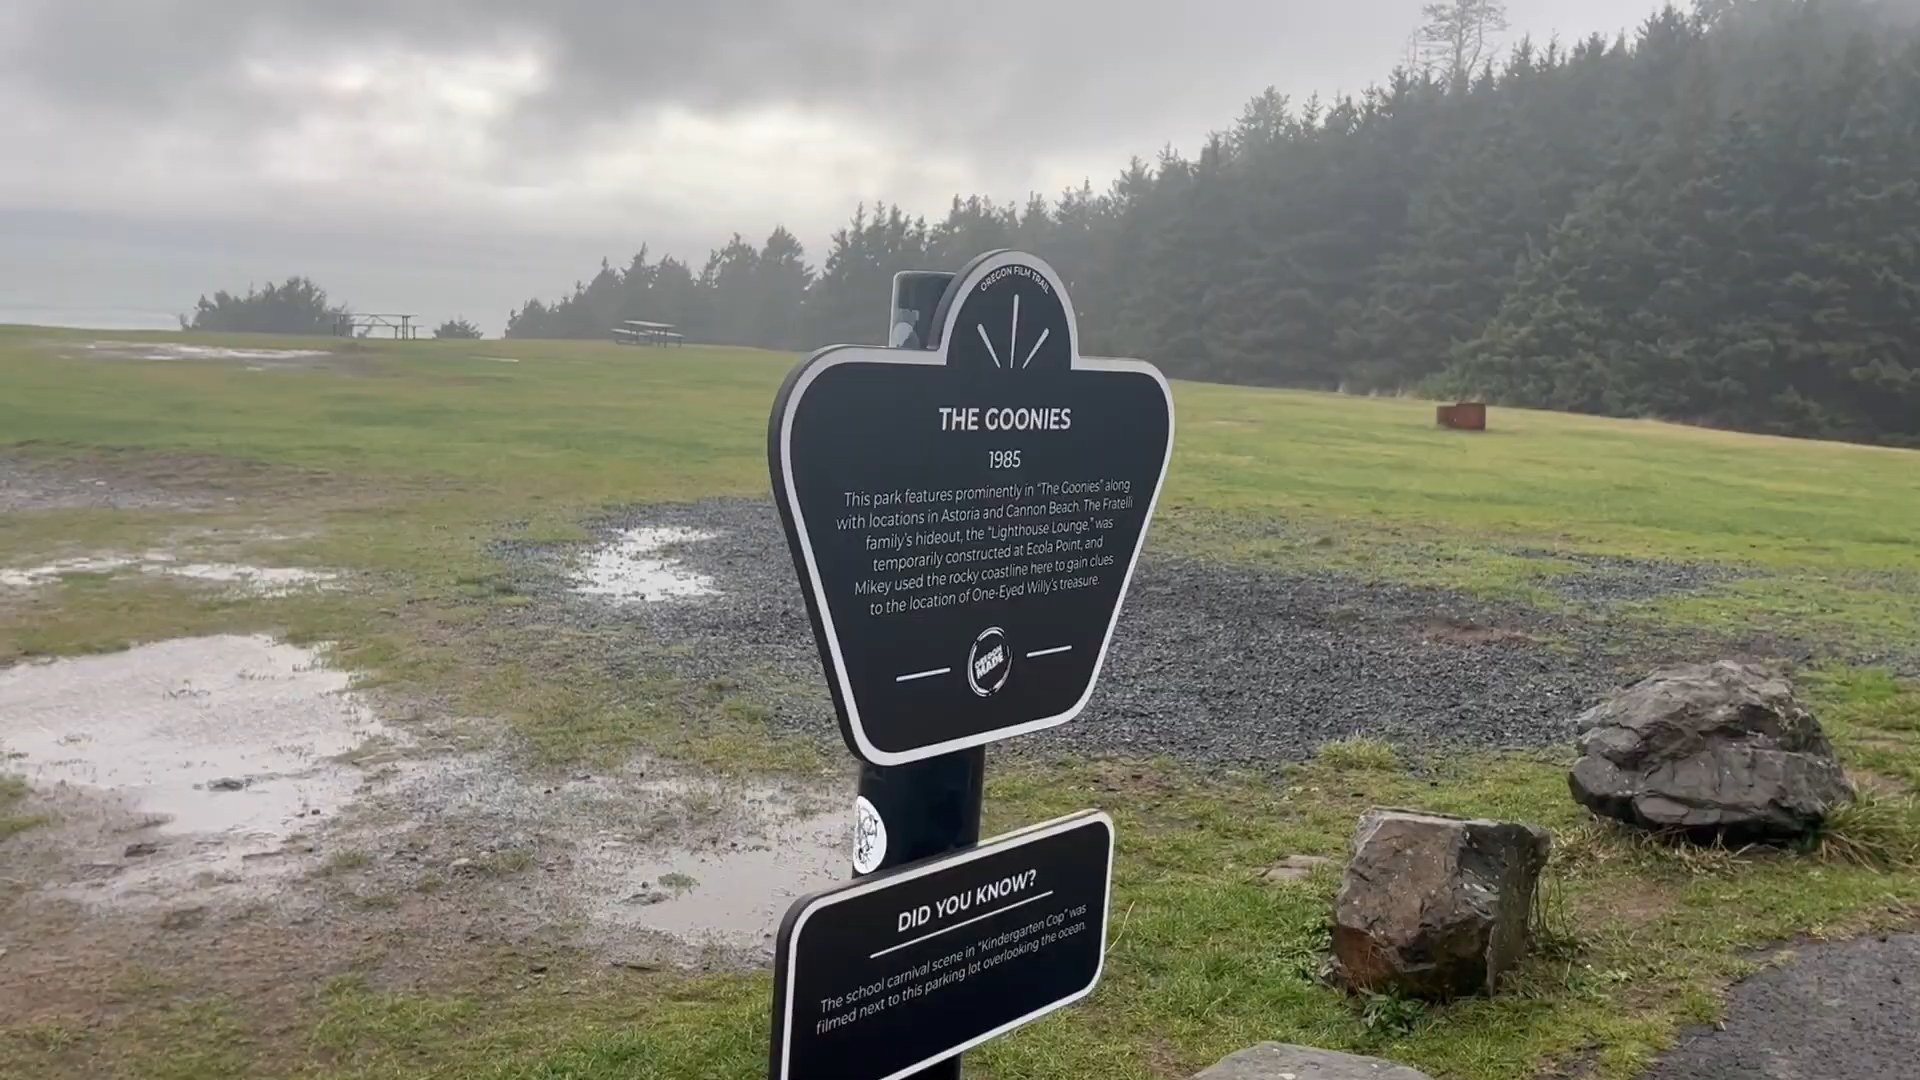 OREGON FILM TRAIL
THE GOONIES
1985
This park features prominently in "The Goonies" along
with locations in Astoria and Cannon Beach. The Fratelli
family's hideout, the "Lighthouse Lounge," was
temporarily constructed at Ecola Point, and
Mikey used the rocky coastline here to gain clues
to the location of One-Eyed Willy's treasure.
OREGON
MADE
DID YOU KNOW?
The school carnival scene in "Kindergarten Cop" was
filmed next to this parking lot overlooking the ocean.